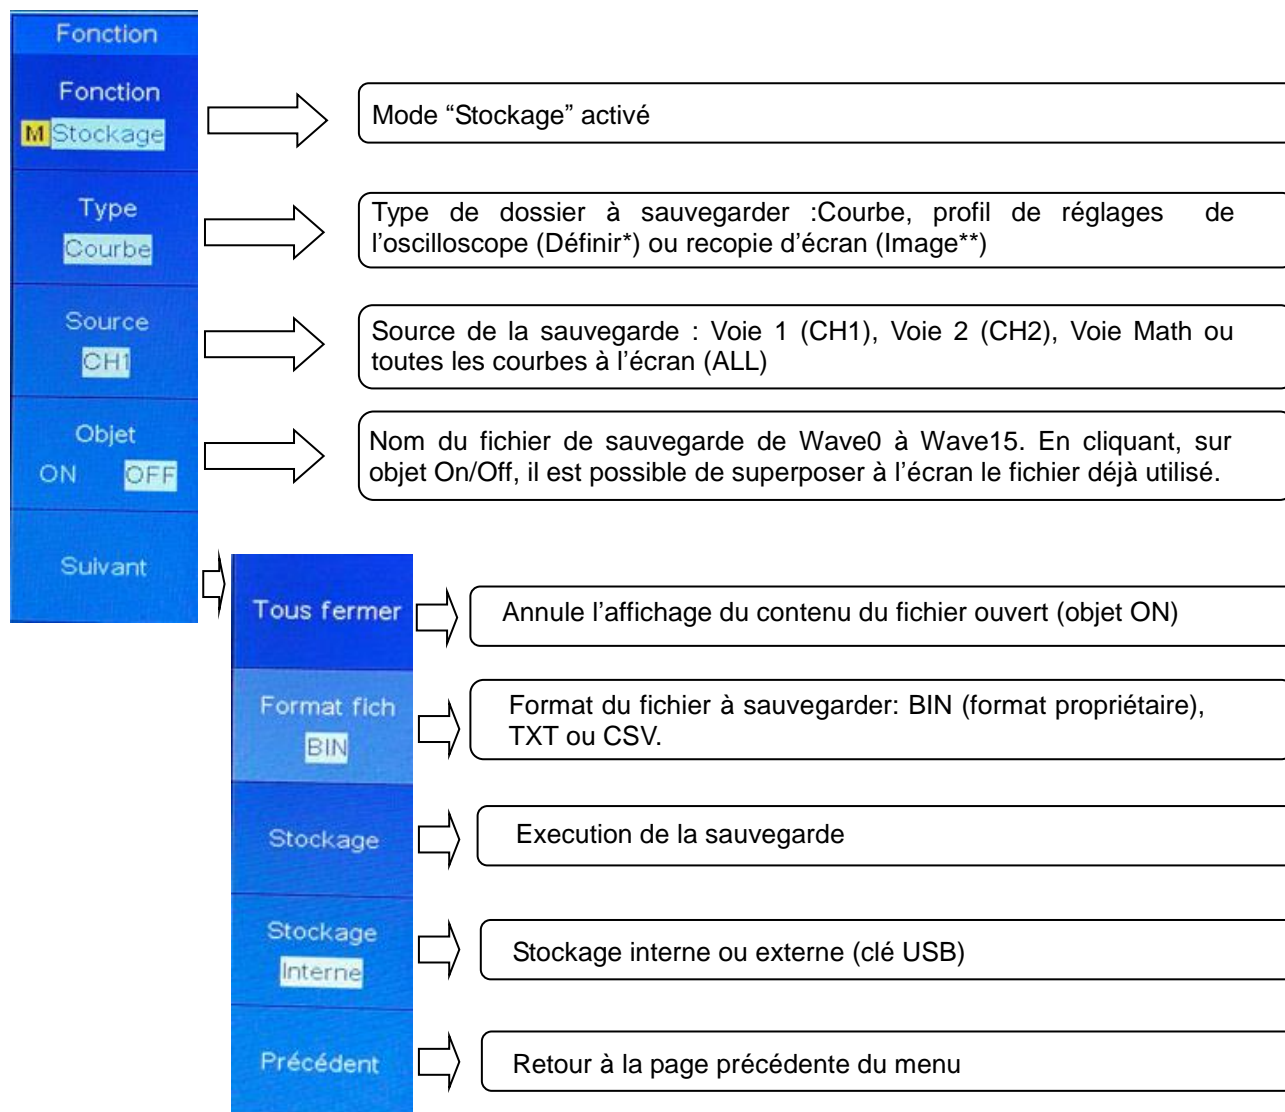 Fonction
Fonction
M Stockage
Mode “Stockage” activé
Type
Courbe
Type de dossier à sauvegarder :Courbe, profil de réglages de
l’oscilloscope (Définir*) ou recopie d’écran (Image**)
Source
CH1
Source de la sauvegarde : Voie 1 (CH1), Voie 2 (CH2), Voie Math ou
toutes les courbes à l’écran (ALL)
Objet
ON OFF
Nom du fichier de sauvegarde de Wave0 à Wave15. En cliquant, sur
objet On/Off, il est possible de superposer à l’écran le fichier déjà utilisé.
Suivant
Tous fermer
Annule l’affichage du contenu du fichier ouvert (objet ON)
Format fich
BIN
Format du fichier à sauvegarder: BIN (format propriétaire),
TXT ou CSV.
Stockage
Execution de la sauvegarde
Stockage
Interne
Stockage interne ou externe (clé USB)
Précédent
Retour à la page précédente du menu